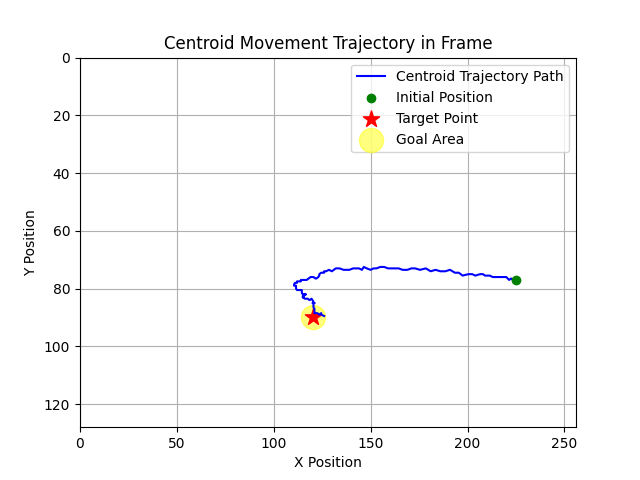 Centroid Movement Trajectory in Frame
Centroid Trajectory Path
Initial Position
Target Point
Goal Area
Y Position
0
20
40
60
80
100
120
0 50 100 150 200 250
X Position